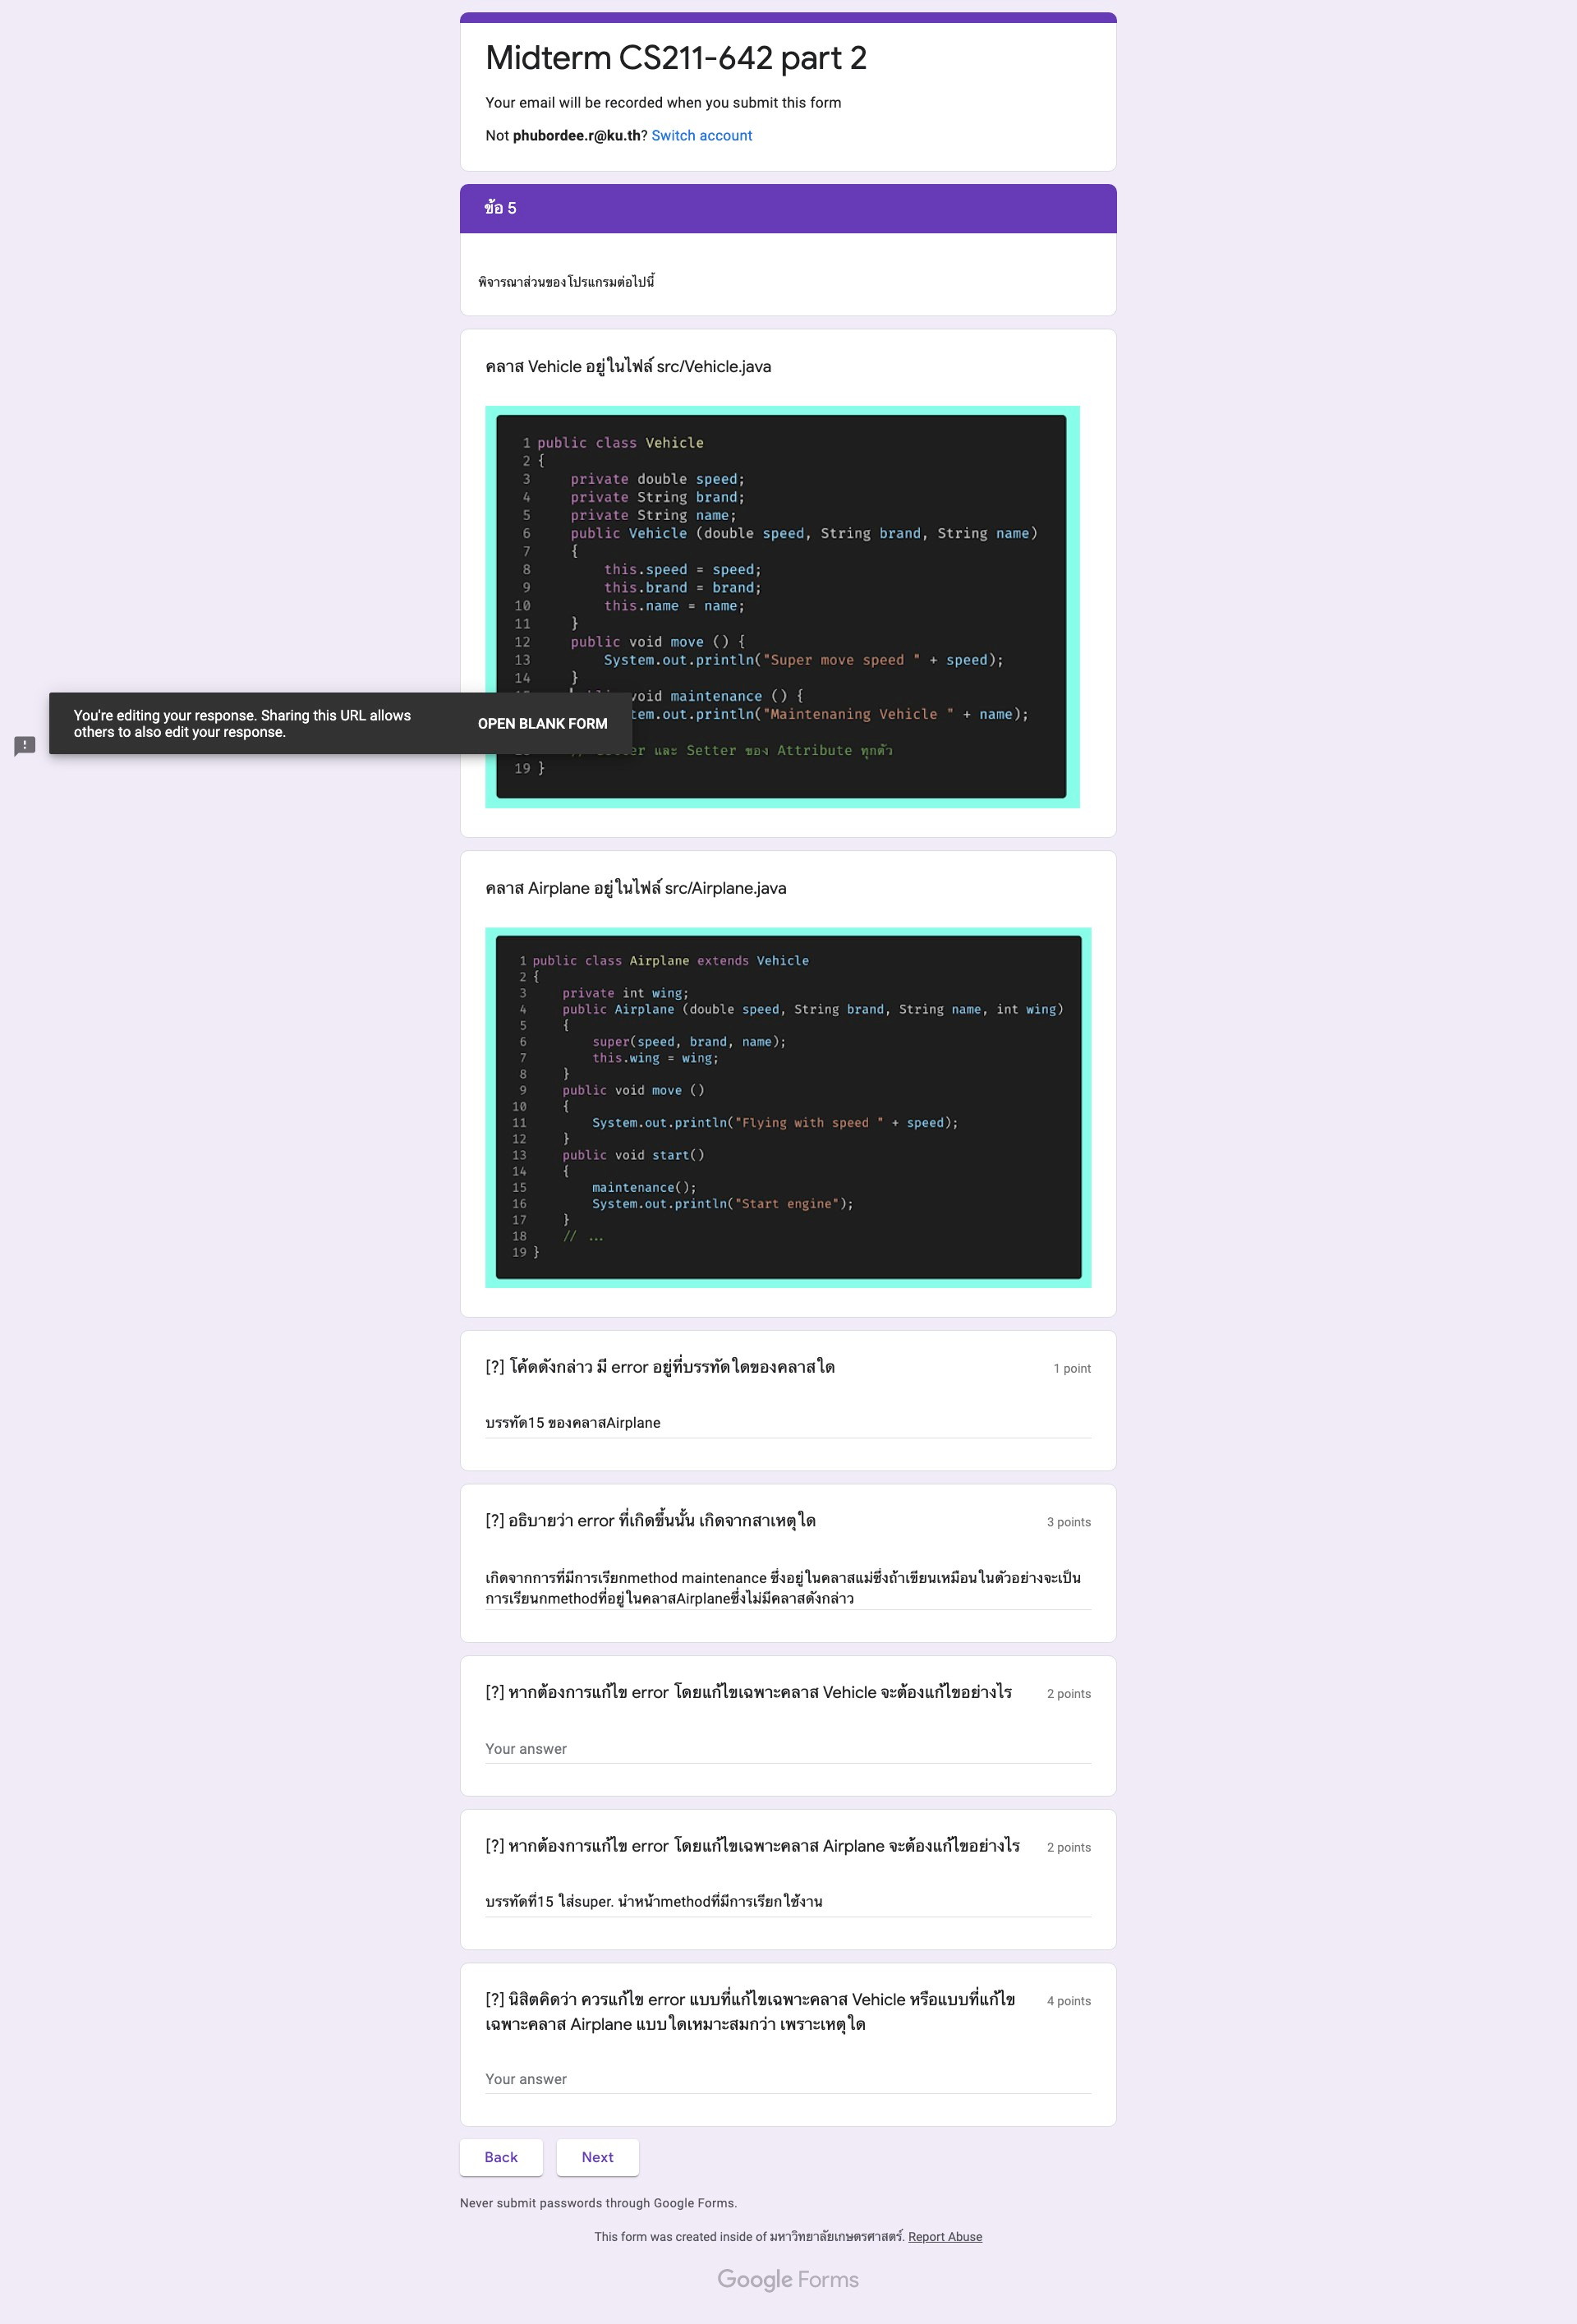 Midterm CS211-642 part 2
Your email will be recorded when you submit this form
Not phubordee.r@ku.th? Switch account
ข้อ 5
พิจารณาส่วนของโปรแกรมต่อไปนี้
คลาส Vehicle อยู่ในไฟล์ src/Vehicle.java
1 public class Vehicle
2 {
3 private double speed;
4 private String brand;
5 private String name;
6 public Vehicle (double speed, String brand, String name)
7 {
8 this.speed = speed;
9 this.brand = brand;
10 this.name = name;
11 }
12 public void move () {
13 System.out.println("Super move speed " + speed);
14 }
void maintenance () {
tem.out.println("Maintenaning Vehicle " + name);
You're editing your response. Sharing this URL allows
others to also edit your response.
OPEN BLANK FORM
และ Setter ของ Attribute ทุกตัว
19 }
คลาส Airplane อยู่ในไฟล์ src/Airplane.java
1 public class Airplane extends Vehicle
2 {
3 private int wing;
4 public Airplane (double speed, String brand, String name, int wing)
5 {
6 super(speed, brand, name);
7 this.wing = wing;
8 }
9 public void move ()
10 {
11 System.out.println("Flying with speed " + speed);
12 }
13 public void start()
14 {
15 maintenance();
16 System.out.println("Start engine");
17 }
18 // ...
19 }
[?] โค้ดดังกล่าว มี error อยู่ที่บรรทัดใดของคลาสใด
1 point
บรรทัด15 ของคลาสAirplane
[?] อธิบายว่า error ที่เกิดขึ้นนั้น เกิดจากสาเหตุใด
3 points
เกิดจากการที่มีการเรียกmethod maintenance ซึ่งอยู่ในคลาสแม่ซึ่งถ้าเขียนเหมือนในตัวอย่างจะเป็น
การเรียนกmethodที่อยู่ในคลาสAirplaneซึ่งไม่มีคลาสดังกล่าว
[?] หากต้องการแก้ไข error โดยแก้ไขเฉพาะคลาส Vehicle จะต้องแก้ไขอย่างไร
2 points
Your answer
[?] หากต้องการแก้ไข error โดยแก้ไขเฉพาะคลาส Airplane จะต้องแก้ไขอย่างไร
2 points
บรรทัดที่15 ใส่super. นำหน้าmethodที่มีการเรียกใช้งาน
[?] นิสิตคิดว่า ควรแก้ไข error แบบที่แก้ไขเฉพาะคลาส Vehicle หรือแบบที่แก้ไข
เฉพาะคลาส Airplane แบบใดเหมาะสมกว่า เพราะเหตุใด
4 points
Your answer
Back Next
Never submit passwords through Google Forms.
This form was created inside of มหาวิทยาลัยเกษตรศาสตร์. Report Abuse
Google Forms